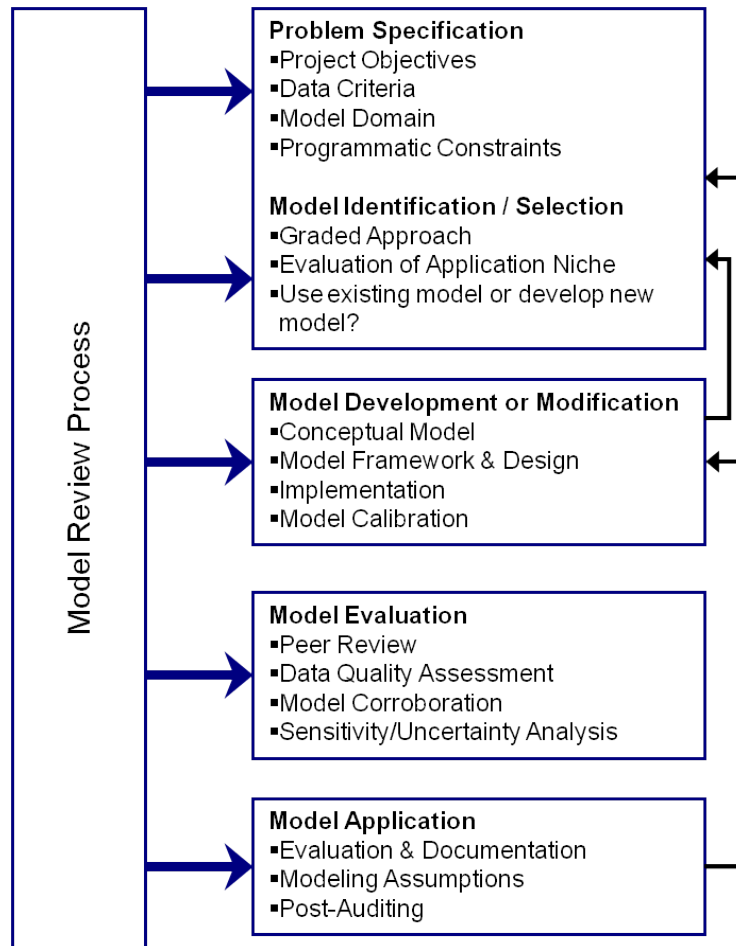 Model Review Process
Problem Specification
▪Project Objectives
▪Data Criteria
▪Model Domain
▪Programmatic Constraints
Model Identification / Selection
▪Graded Approach
▪Evaluation of Application Niche
▪Use existing model or develop new
model?
Model Development or Modification
▪Conceptual Model
▪Model Framework & Design
▪Implementation
▪Model Calibration
Model Evaluation
▪Peer Review
▪Data Quality Assessment
▪Model Corroboration
▪Sensitivity/Uncertainty Analysis
Model Application
▪Evaluation & Documentation
▪Modeling Assumptions
▪Post-Auditing